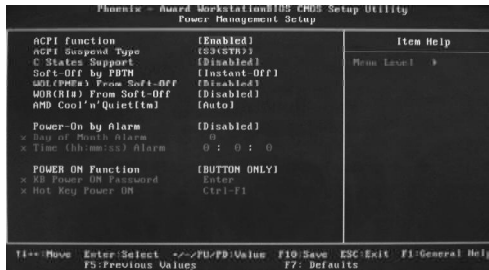 Phoenix - Award WorkstationBIOS CMOS Setup Utility
Power Management Setup
ACPI function [Enabled]
ACPI Suspend Type [S3(STR)]
C States Support [Disabled]
Soft-Off by PBTN [Instant-Off]
WOL(PME#) From Soft-Off [Disabled]
WOR(RI#) From Soft-Off [Disabled]
AMD Cool'n'Quiet[tm] [Auto]
Power-On by Alarm [Disabled]
x Day of Month Alarm 0
x Time (hh:mm:ss) Alarm 0 : 0 : 0
POWER ON Function [BUTTON ONLY]
x KB Power ON Password Enter
x Hot Key Power ON Ctrl-F1
Item Help
Menu Level ▸
↑↓→←:Move Enter:Select +/-/PU/PD:Value F10:Save ESC:Exit F1:General Help
F5:Previous Values F7: Defaults